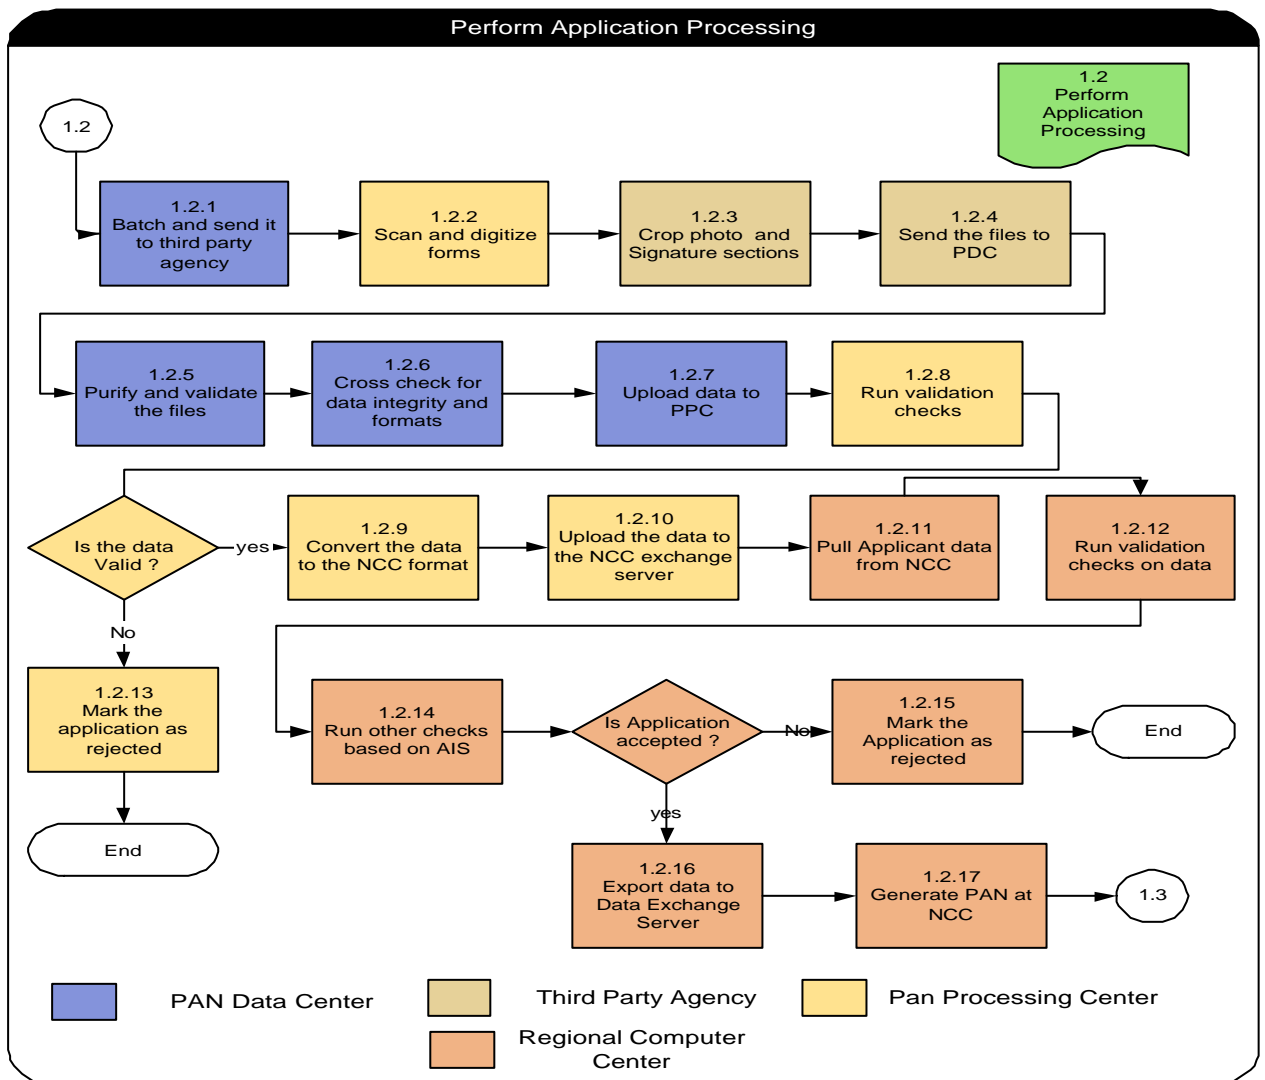 Perform Application Processing
1.2
Perform
Application
Processing
1.2
1.2.1
Batch and send it
to third party
agency
1.2.2
Scan and digitize
forms
1.2.3
Crop photo and
Signature sections
1.2.4
Send the files to
PDC
1.2.5
Purify and validate
the files
1.2.6
Cross check for
data integrity and
formats
1.2.7
Upload data to
PPC
1.2.8
Run validation
checks
Is the data
Valid ?
yes
1.2.9
Convert the data
to the NCC format
1.2.10
Upload the data to
the NCC exchange
server
1.2.11
Pull Applicant data
from NCC
1.2.12
Run validation
checks on data
No
1.2.13
Mark the
application as
rejected
End
1.2.14
Run other checks
based on AIS
Is Application
accepted ?
No
1.2.15
Mark the
Application as
rejected
End
yes
1.2.16
Export data to
Data Exchange
Server
1.2.17
Generate PAN at
NCC
1.3
PAN Data Center
Third Party Agency
Pan Processing Center
Regional Computer
Center